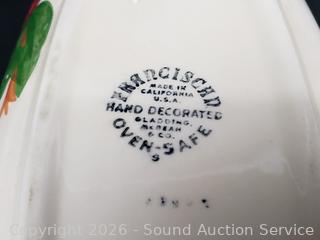 FRANCISCAN
MADE IN
CALIFORNIA
U.S.A.
HAND DECORATED
GLADDING,
McBEAN
& CO.
OVEN-SAFE
Copyright 2026 - Sound Auction Service